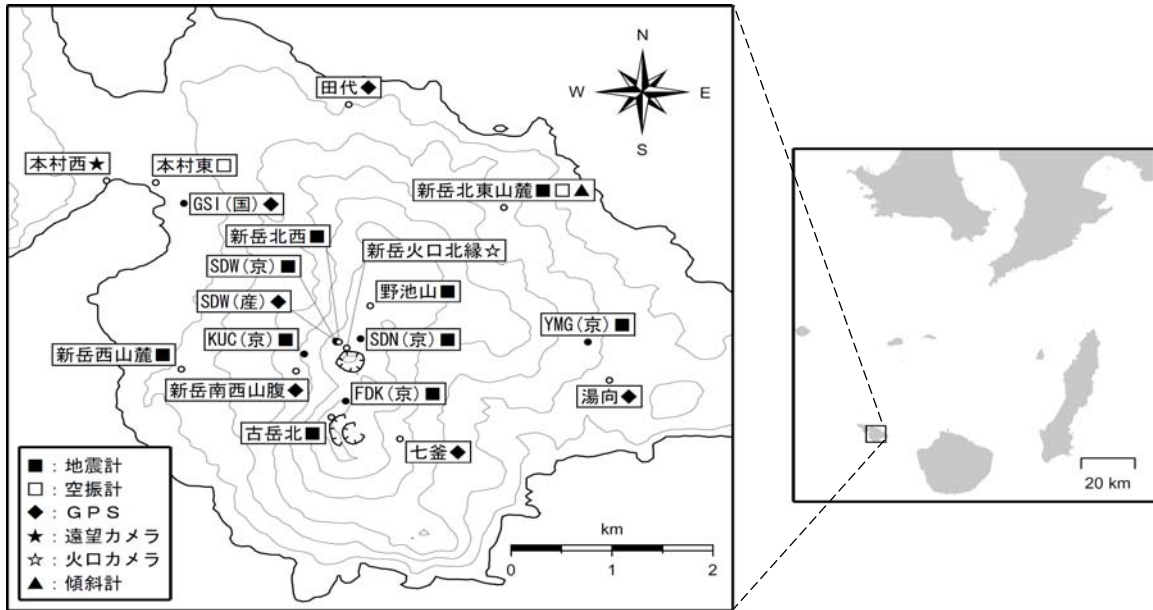 N
W E
S
田代◆
本村西★
本村東□
GSI(国)◆
新岳北東山麓■□▲
新岳北西■
新岳火口北縁☆
SDW(京)■
野池山■
SDW(産)◆
KUC(京)■
SDN(京)■
YMG(京)■
新岳西山麓■
新岳南西山腹◆
FDK(京)■
湯向◆
古岳北■
七釜◆
■:地震計
□:空振計
◆:GPS
★:遠望カメラ
☆:火口カメラ
▲:傾斜計
km
0 1 2
20 km